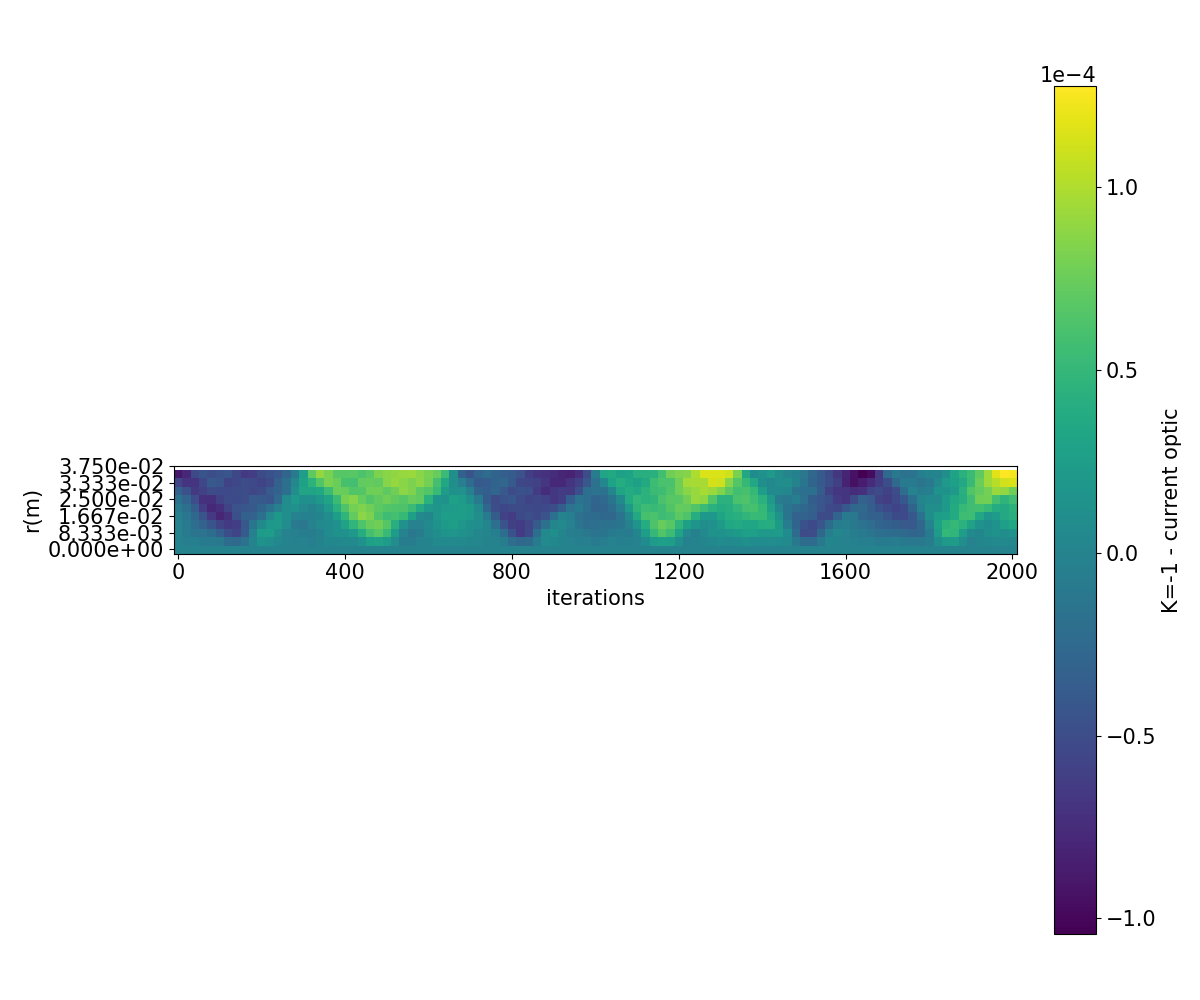 1e−4
1.0
0.5
0.0
−0.5
−1.0
K=-1 - current optic
3.750e-02
3.333e-02
2.500e-02
1.667e-02
8.333e-03
0.000e+00
r(m)
0 400 800 1200 1600 2000
iterations